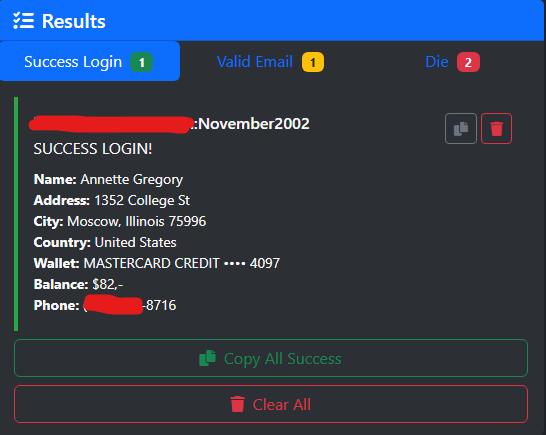 Results
Success Login 1 Valid Email 1 Die 2
:November2002
SUCCESS LOGIN!
Name: Annette Gregory
Address: 1352 College St
City: Moscow, Illinois 75996
Country: United States
Wallet: MASTERCARD CREDIT •••• 4097
Balance: $82,-
Phone: ( -8716
Copy All Success
Clear All